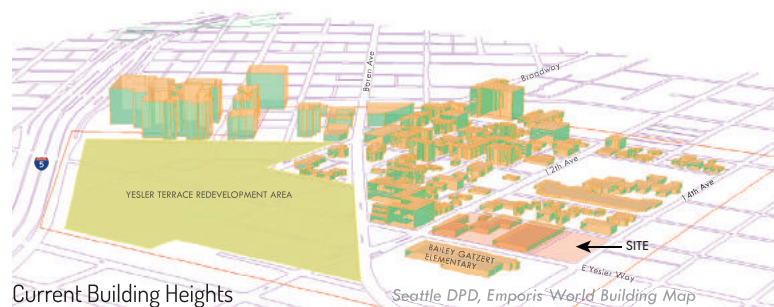 Boren Ave
Broadway
12th Ave
14th Ave
5
YESLER TERRACE REDEVELOPMENT AREA
SITE
BAILEY GATZERT
ELEMENTARY
E Yesler Way
Current Building Heights
Seattle DPD, Emporis World Building Map